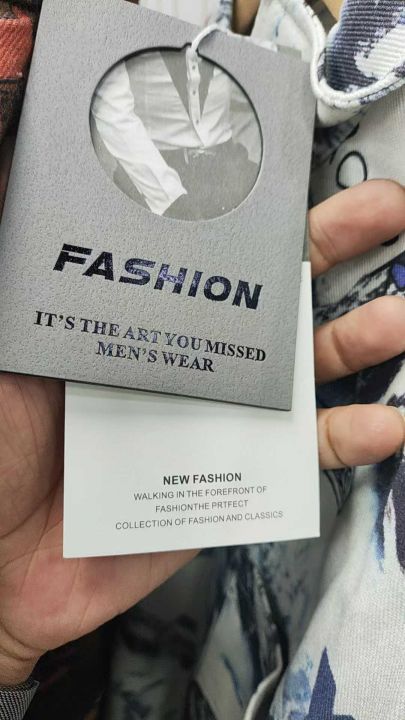 FASHION
IT'S THE ART YOU MISSED
MEN'S WEAR
NEW FASHION
WALKING IN THE FOREFRONT OF
FASHIONTHE PRTFECT
COLLECTION OF FASHION AND CLASSICS